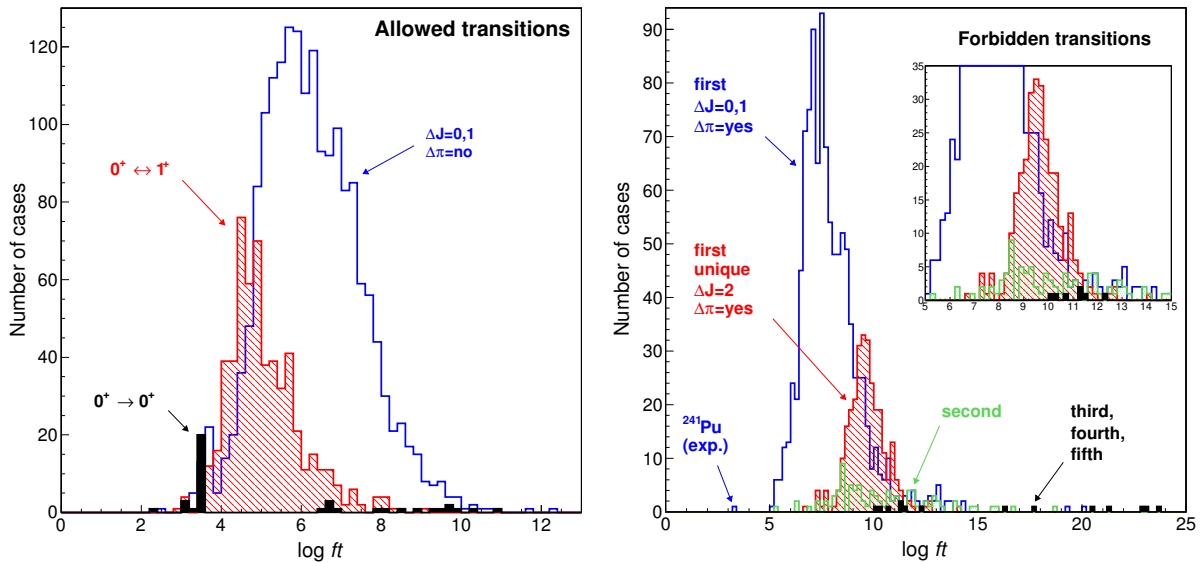 Allowed transitions
Number of cases
120
100
80
60
40
20
0
ΔJ=0,1
Δπ=no
0⁺ ↔ 1⁺
0⁺ → 0⁺
0 2 4 6 8 10 12
log ft
Forbidden transitions
Number of cases
90
80
70
60
50
40
30
20
10
0
first
ΔJ=0,1
Δπ=yes
first
unique
ΔJ=2
Δπ=yes
²⁴¹Pu
(exp.)
second
third,
fourth,
fifth
35
30
25
20
15
10
5
0
5 6 7 8 9 10 11 12 13 14 15
0 5 10 15 20 25
log ft